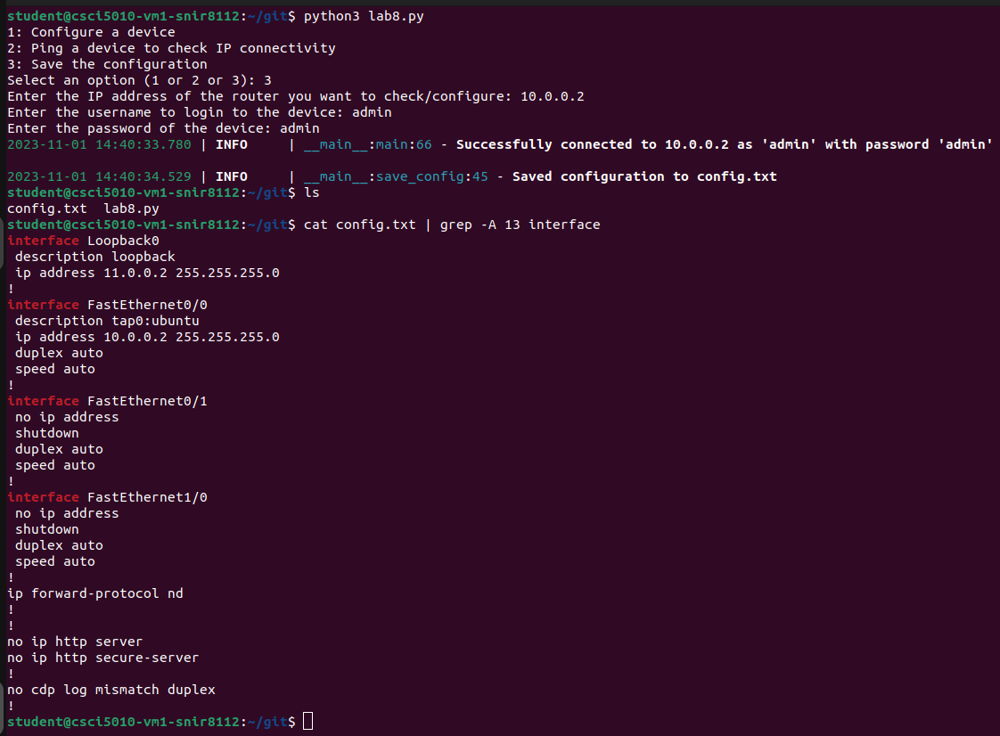 student@csci5010-vm1-snir8112:~/git$ python3 lab8.py
1: Configure a device
2: Ping a device to check IP connectivity
3: Save the configuration
Select an option (1 or 2 or 3): 3
Enter the IP address of the router you want to check/configure: 10.0.0.2
Enter the username to login to the device: admin
Enter the password of the device: admin
2023-11-01 14:40:33.780 | INFO     | __main__:main:66 - Successfully connected to 10.0.0.2 as 'admin' with password 'admin'
2023-11-01 14:40:34.529 | INFO     | __main__:save_config:45 - Saved configuration to config.txt
student@csci5010-vm1-snir8112:~/git$ ls
config.txt  lab8.py
student@csci5010-vm1-snir8112:~/git$ cat config.txt | grep -A 13 interface
interface Loopback0
 description loopback
 ip address 11.0.0.2 255.255.255.0
!
interface FastEthernet0/0
 description tap0:ubuntu
 ip address 10.0.0.2 255.255.255.0
 duplex auto
 speed auto
!
interface FastEthernet0/1
 no ip address
 shutdown
 duplex auto
 speed auto
!
interface FastEthernet1/0
 no ip address
 shutdown
 duplex auto
 speed auto
!
ip forward-protocol nd
!
!
no ip http server
no ip http secure-server
!
no cdp log mismatch duplex
!
student@csci5010-vm1-snir8112:~/git$